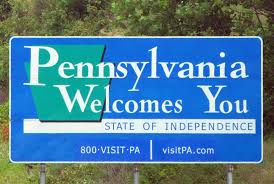 Pennsylvania
Welcomes You
STATE OF INDEPENDENCE
800·VISIT·PA | visitPA.com